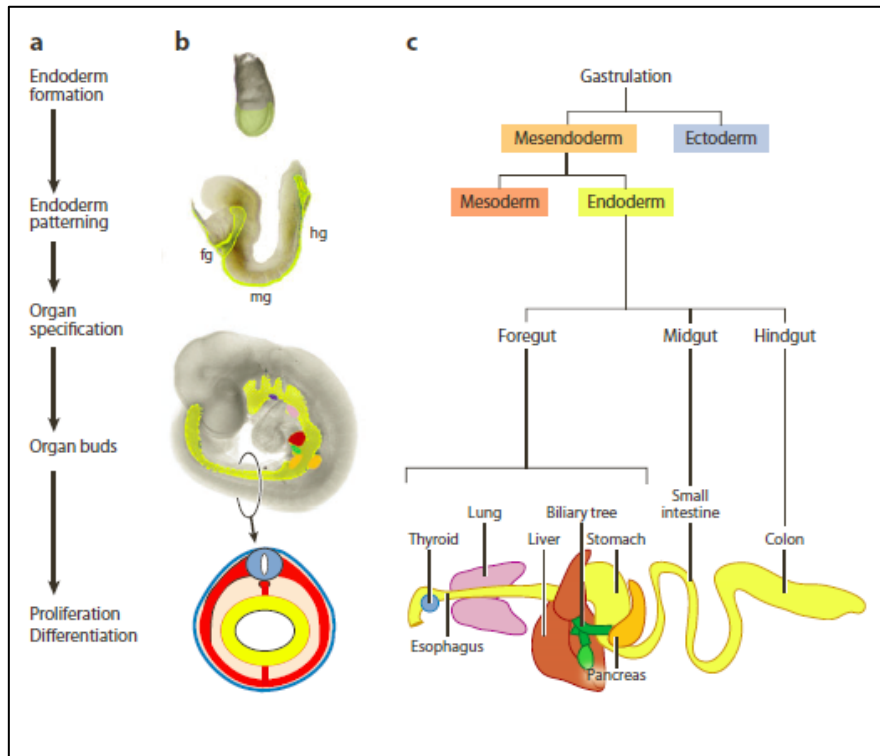 a
Endoderm
formation
Endoderm
patterning
Organ
specification
Organ buds
Proliferation
Differentiation
b
fg
hg
mg
c
Gastrulation
Mesendoderm
Ectoderm
Mesoderm
Endoderm
Foregut
Midgut
Hindgut
Small
intestine
Lung
Biliary tree
Thyroid
Liver
Stomach
Colon
Esophagus
Pancreas